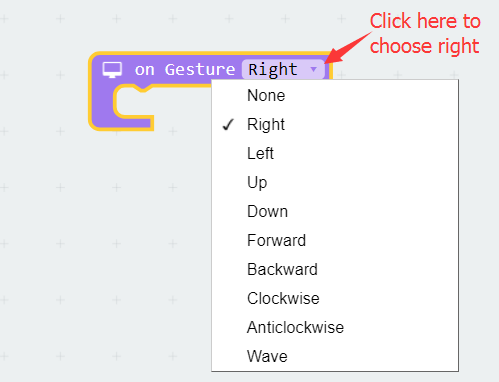 Click here to
choose right
on Gesture Right
None
Right
Left
Up
Down
Forward
Backward
Clockwise
Anticlockwise
Wave